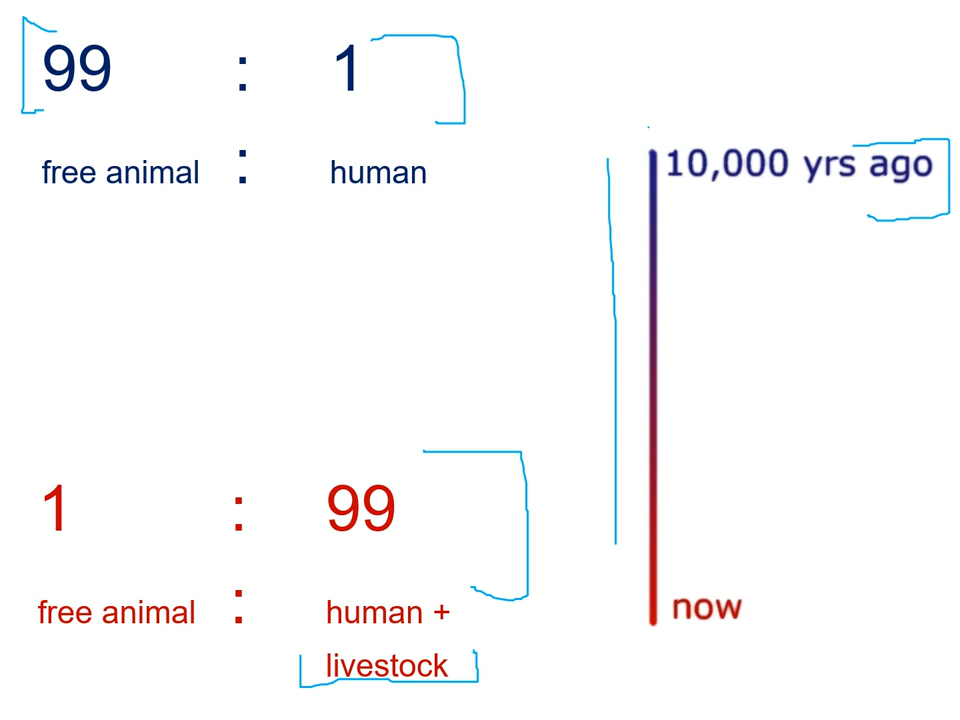 99 : 1
free animal : human
10,000 yrs ago
1 : 99
free animal : human +
livestock
now